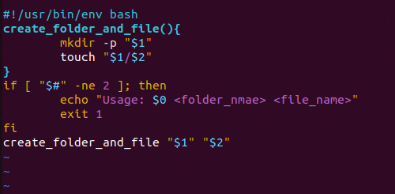 #!/usr/bin/env bash
create_folder_and_file(){
        mkdir -p "$1"
        touch "$1/$2"
}
if [ "$#" -ne 2 ]; then
        echo "Usage: $0 <folder_nmae> <file_name>"
        exit 1
fi
create_folder_and_file "$1" "$2"
~
~
~